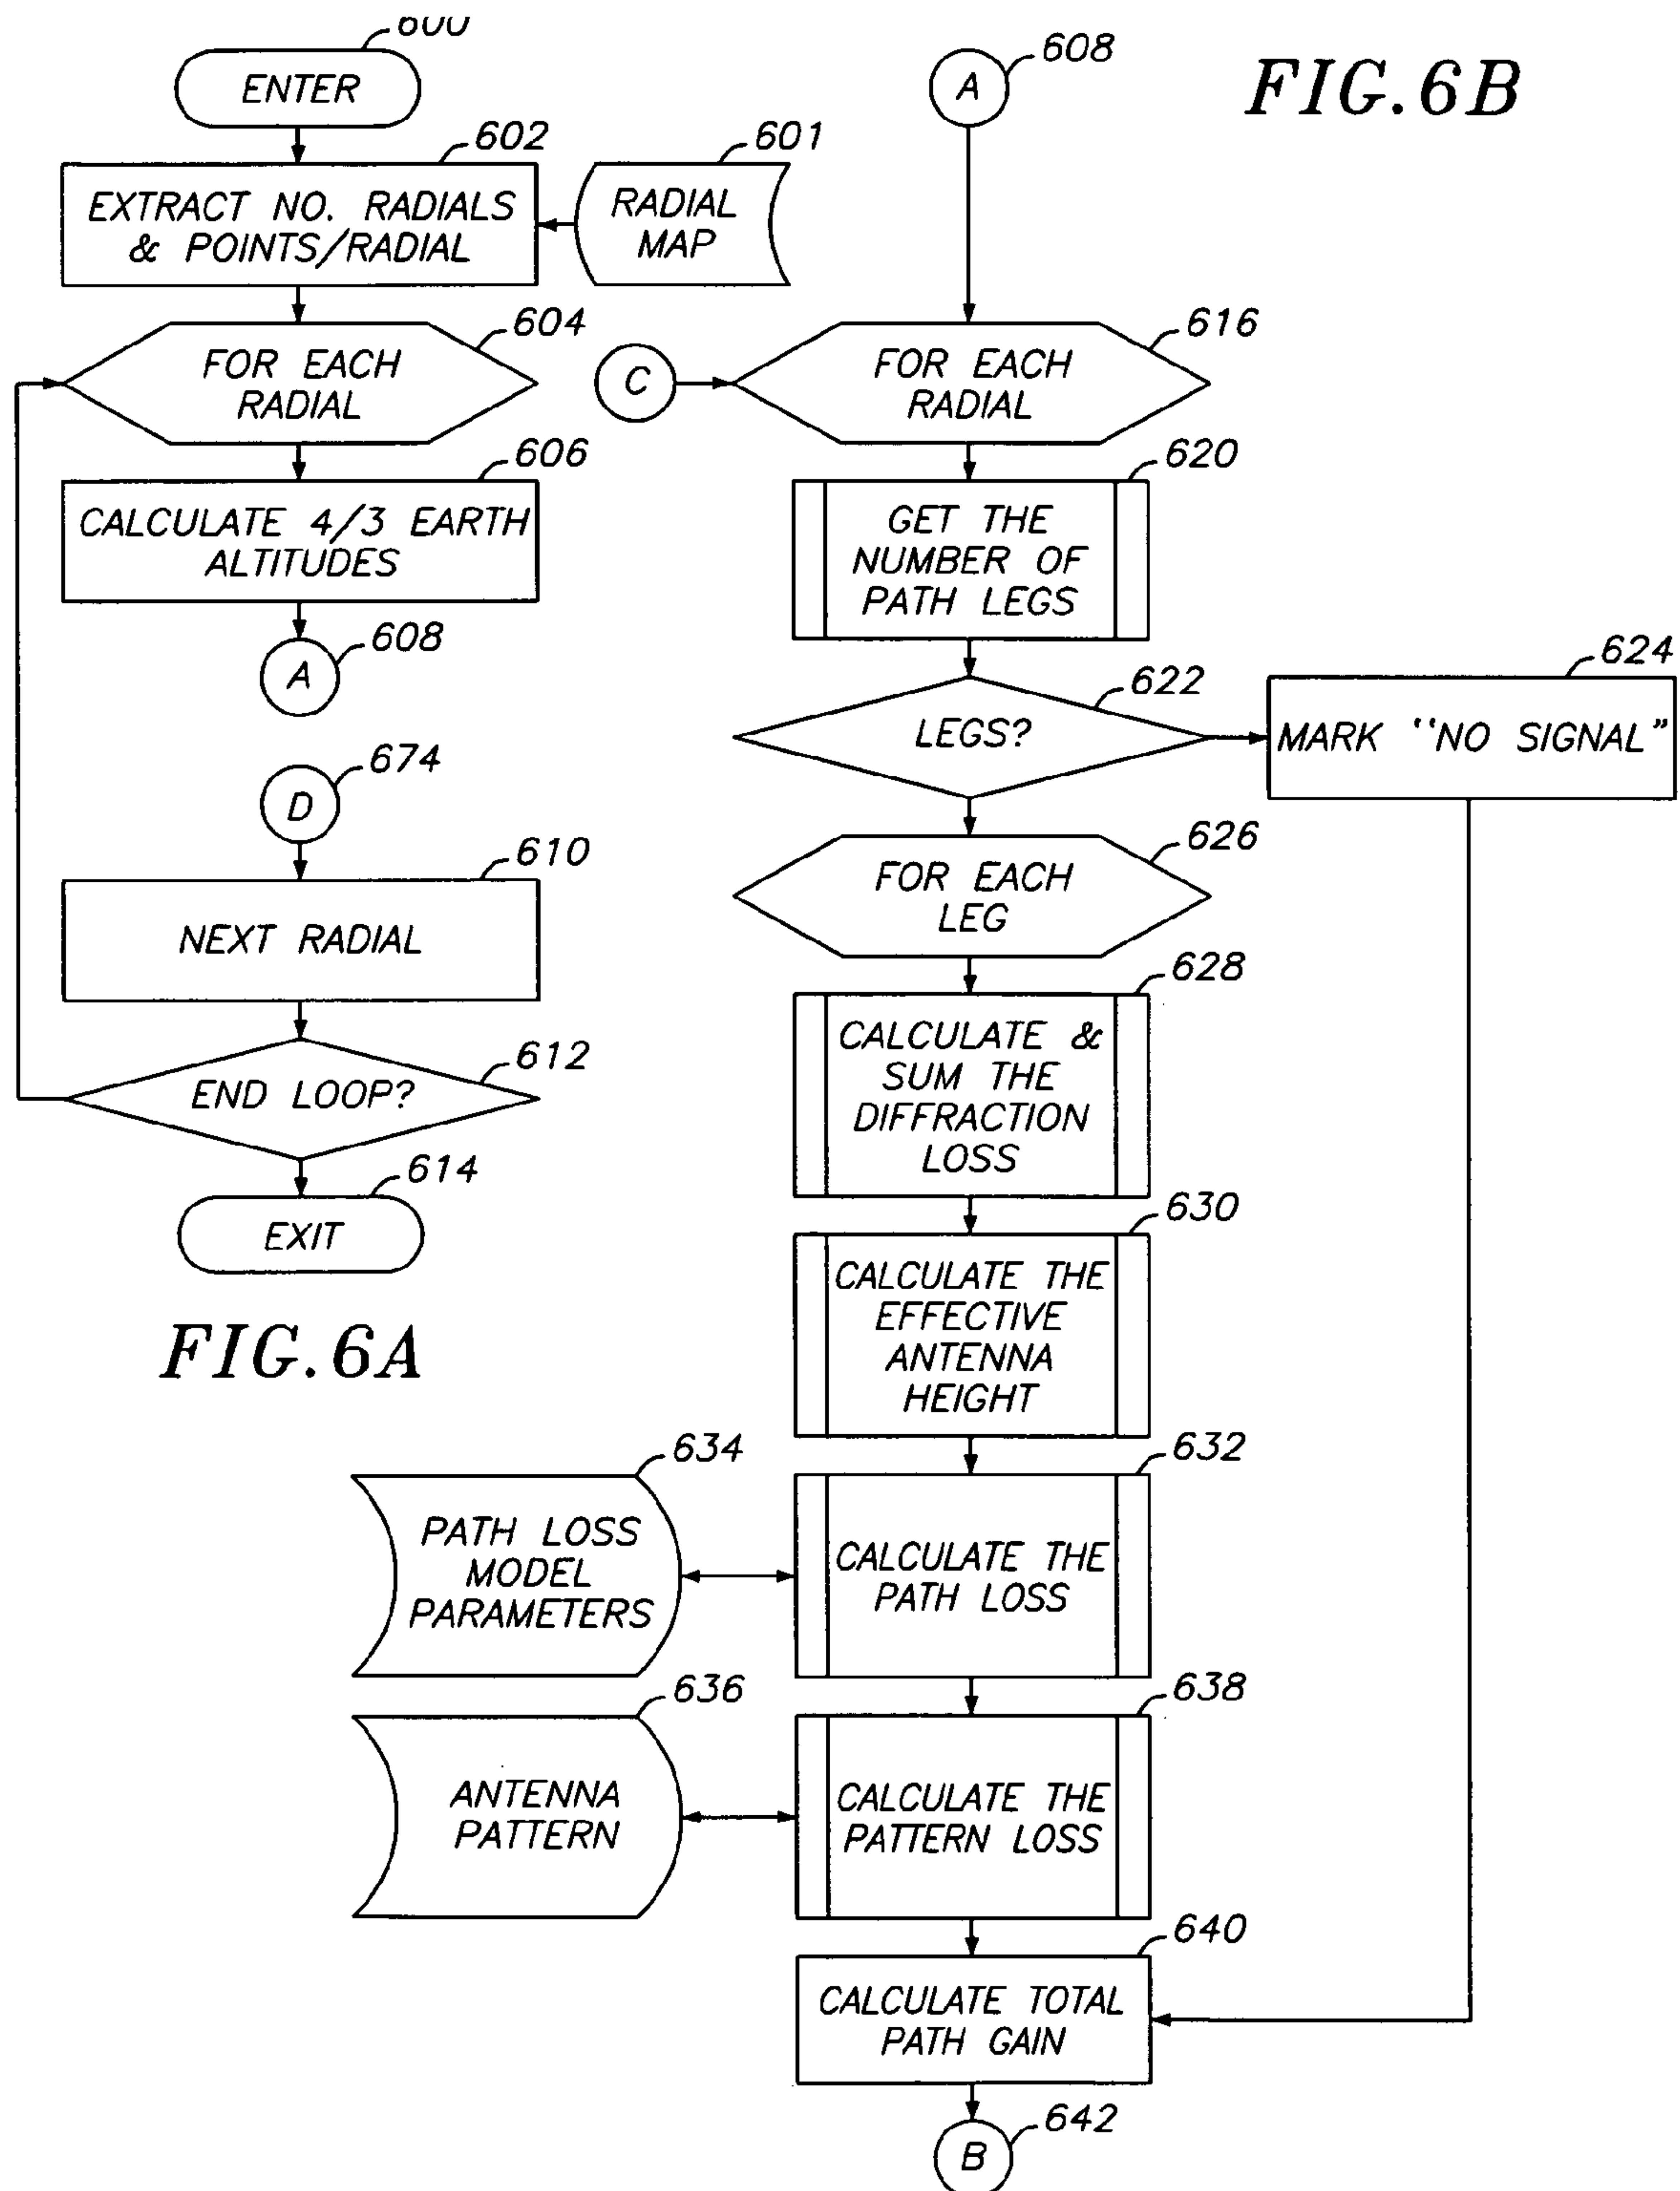 600
ENTER
602
EXTRACT NO. RADIALS
& POINTS/RADIAL
601
RADIAL
MAP
604
FOR EACH
RADIAL
606
CALCULATE 4/3 EARTH
ALTITUDES
608
A
674
D
610
NEXT RADIAL
612
END LOOP?
614
EXIT
FIG.6A
608
A
FIG.6B
C
616
FOR EACH
RADIAL
620
GET THE
NUMBER OF
PATH LEGS
622
LEGS?
624
MARK "NO SIGNAL"
626
FOR EACH
LEG
628
CALCULATE &
SUM THE
DIFFRACTION
LOSS
630
CALCULATE THE
EFFECTIVE
ANTENNA
HEIGHT
634
PATH LOSS
MODEL
PARAMETERS
632
CALCULATE THE
PATH LOSS
636
ANTENNA
PATTERN
638
CALCULATE THE
PATTERN LOSS
640
CALCULATE TOTAL
PATH GAIN
642
B